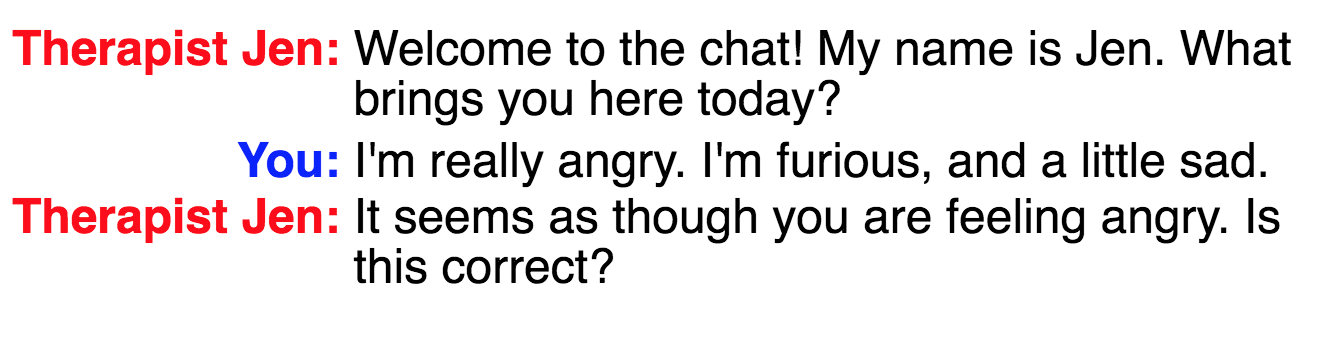 Therapist Jen: Welcome to the chat! My name is Jen. What
brings you here today?
You: I'm really angry. I'm furious, and a little sad.
Therapist Jen: It seems as though you are feeling angry. Is
this correct?